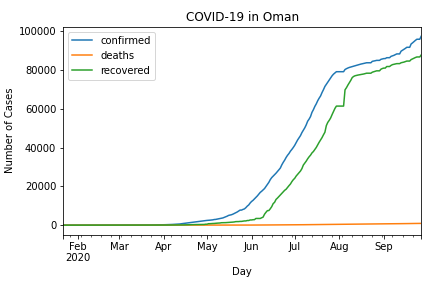 COVID-19 in Oman
confirmed
deaths
recovered
Number of Cases
100000
80000
60000
40000
20000
0
Feb Mar Apr May Jun Jul Aug Sep
2020
Day